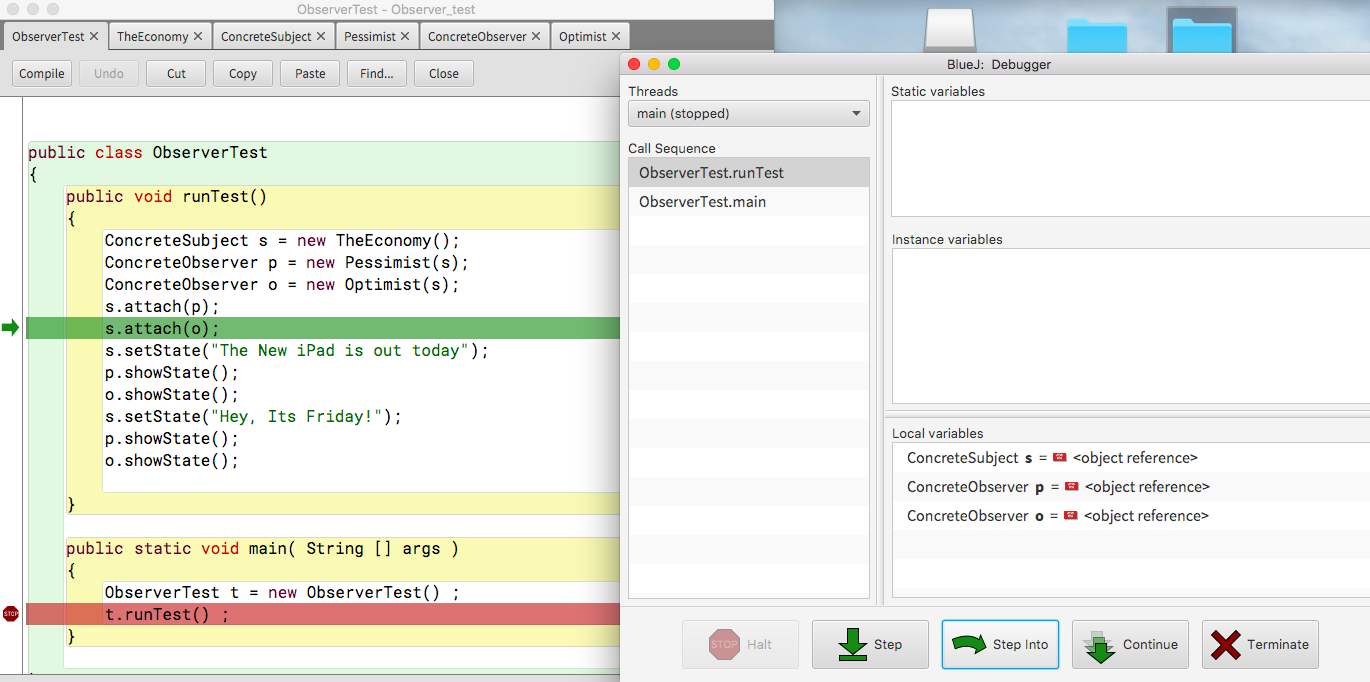 ObserverTest - Observer_test
ObserverTest ✕ TheEconomy ✕ ConcreteSubject ✕ Pessimist ✕ ConcreteObserver ✕ Optimist ✕
Compile Undo Cut Copy Paste Find... Close
public class ObserverTest
{
public void runTest()
{
ConcreteSubject s = new TheEconomy();
ConcreteObserver p = new Pessimist(s);
ConcreteObserver o = new Optimist(s);
s.attach(p);
s.attach(o);
s.setState("The New iPad is out today");
p.showState();
o.showState();
s.setState("Hey, Its Friday!");
p.showState();
o.showState();
}
public static void main( String [] args )
{
ObserverTest t = new ObserverTest() ;
STOP
t.runTest() ;
}
BlueJ: Debugger
Threads
main (stopped)
Call Sequence
ObserverTest.runTest
ObserverTest.main
Static variables
Instance variables
Local variables
ConcreteSubject s = <object reference>
ConcreteObserver p = <object reference>
ConcreteObserver o = <object reference>
STOP Halt
Step
Step Into
Continue
Terminate